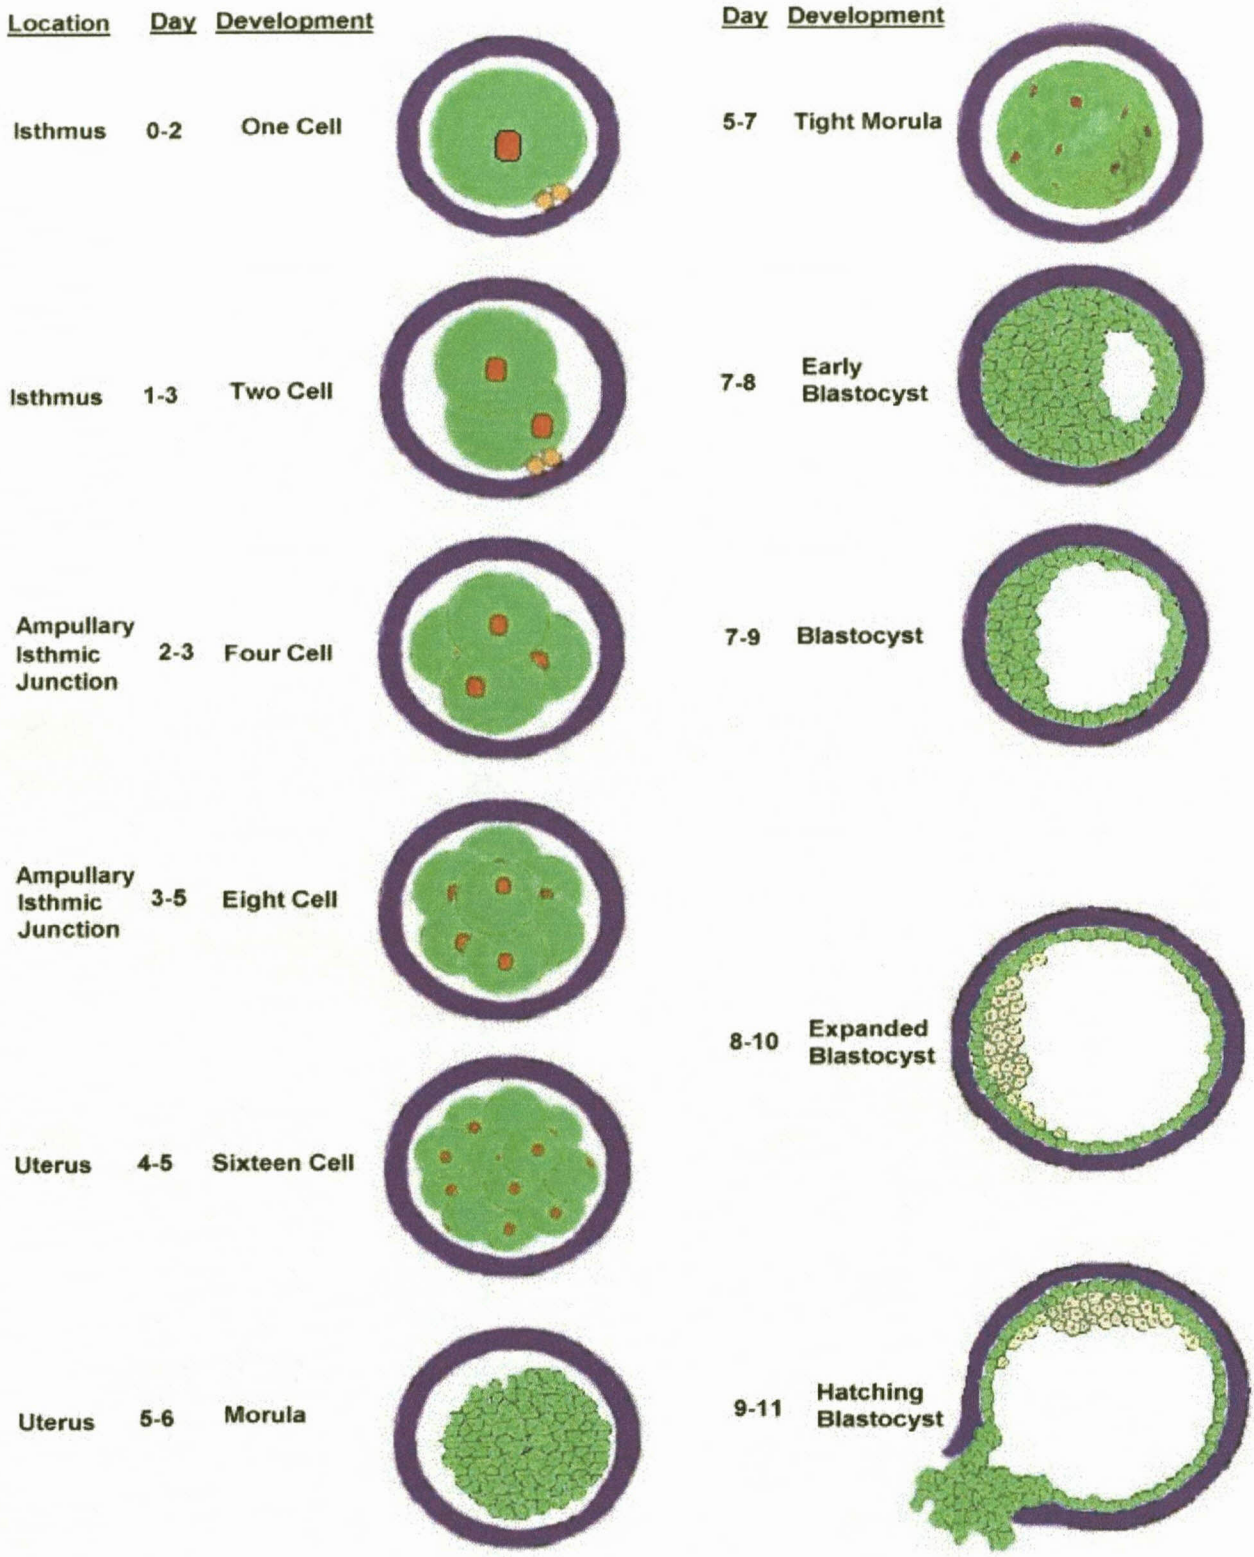 Location Day Development
Isthmus 0-2 One Cell
Isthmus 1-3 Two Cell
Ampullary
Isthmic 2-3 Four Cell
Junction
Ampullary
Isthmic 3-5 Eight Cell
Junction
Uterus 4-5 Sixteen Cell
Uterus 5-6 Morula
Day Development
5-7 Tight Morula
7-8 Early
Blastocyst
7-9 Blastocyst
8-10 Expanded
Blastocyst
9-11 Hatching
Blastocyst